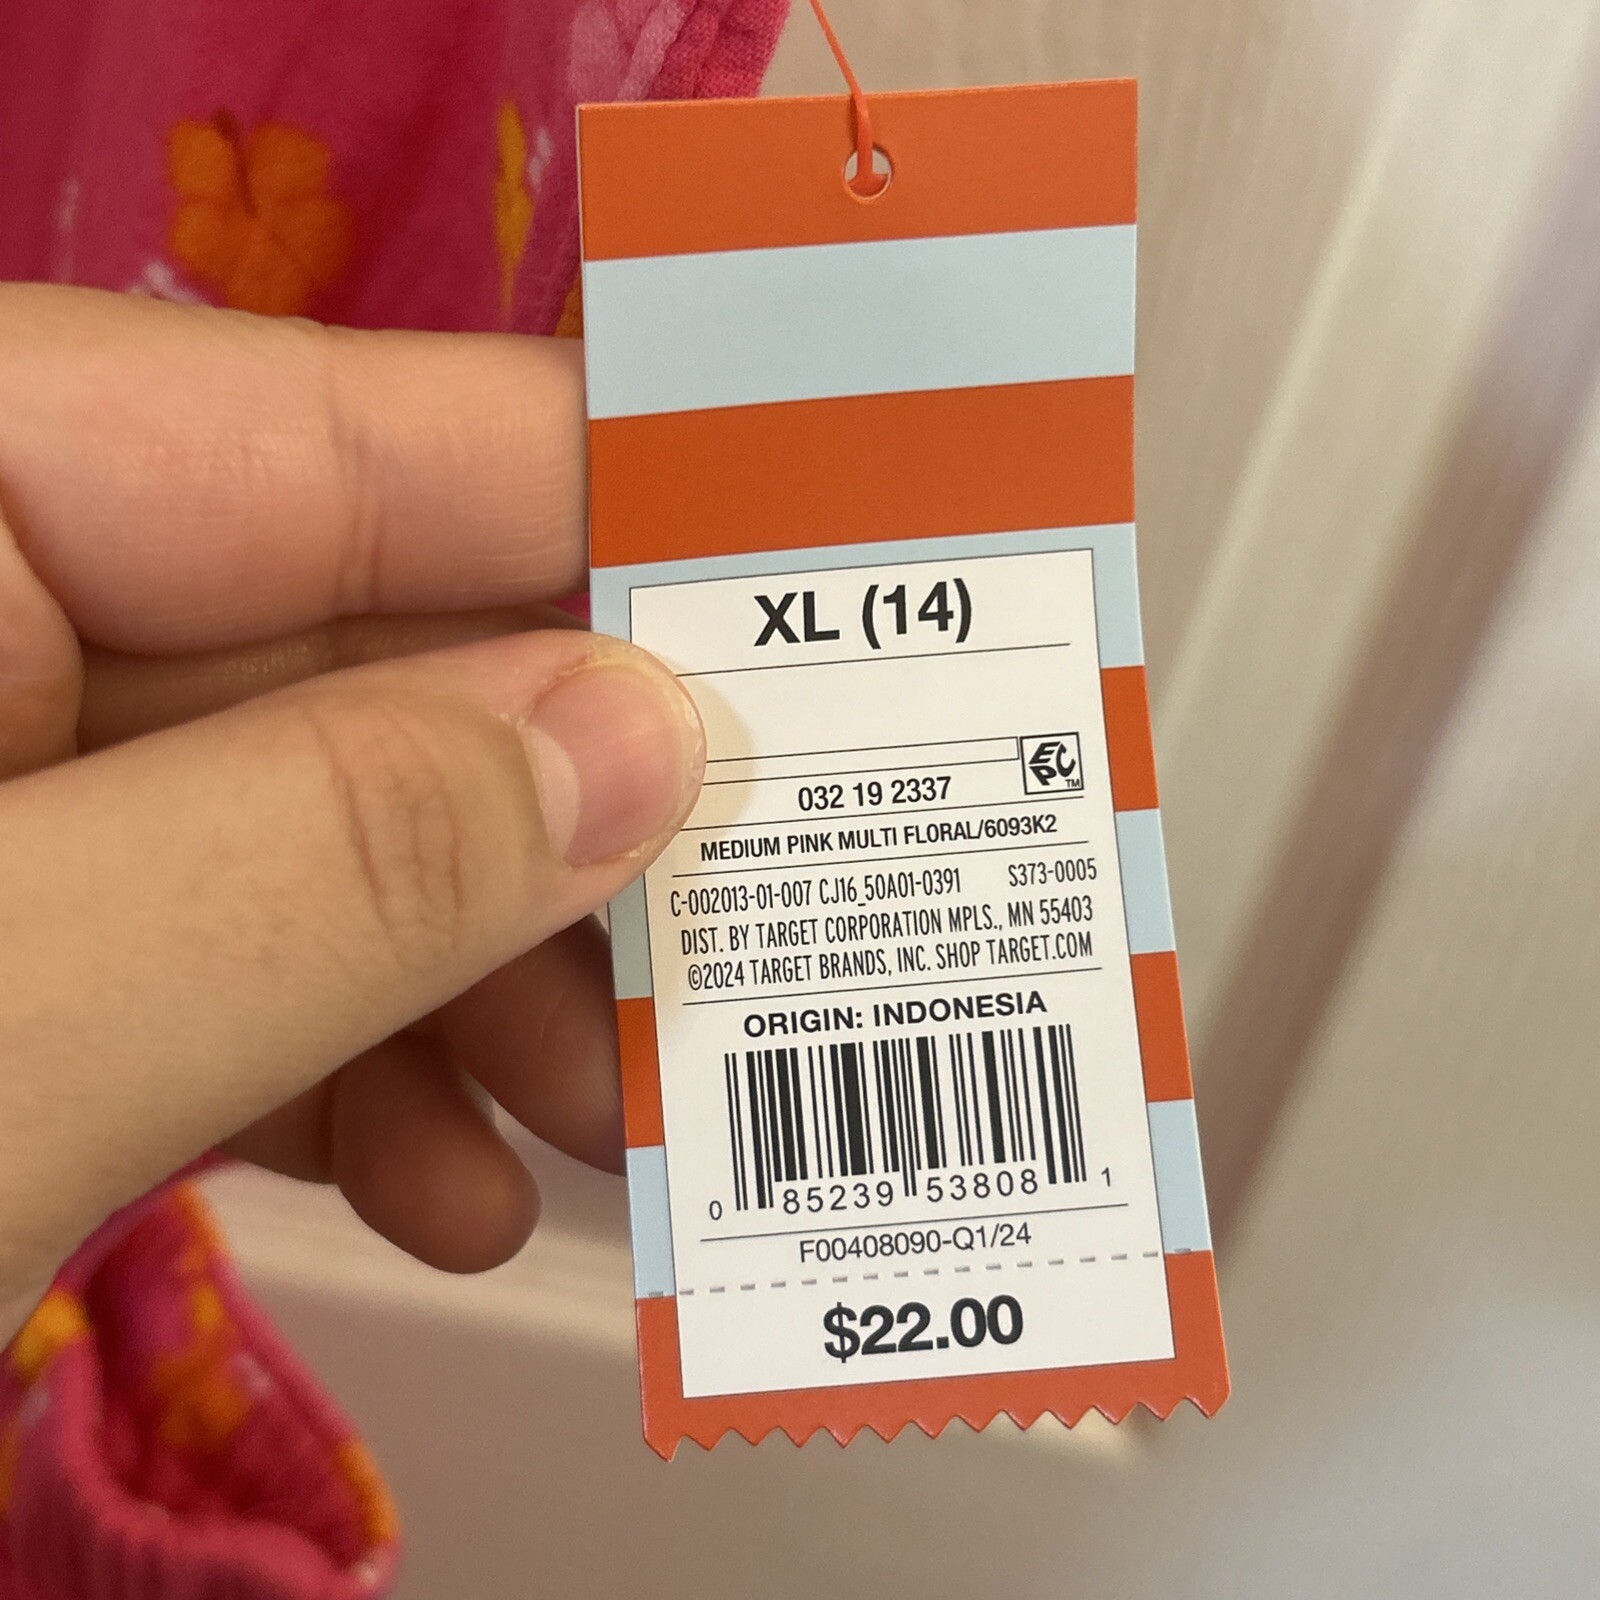 XL (14)
EPC TM
032 19 2337
MEDIUM PINK MULTI FLORAL/6093K2
C-002013-01-007 CJ16_50A01-0391 S373-0005
DIST. BY TARGET CORPORATION MPLS., MN 55403
©2024 TARGET BRANDS, INC. SHOP TARGET.COM
ORIGIN: INDONESIA
0 85239 53808 1
F00408090-Q1/24
$22.00